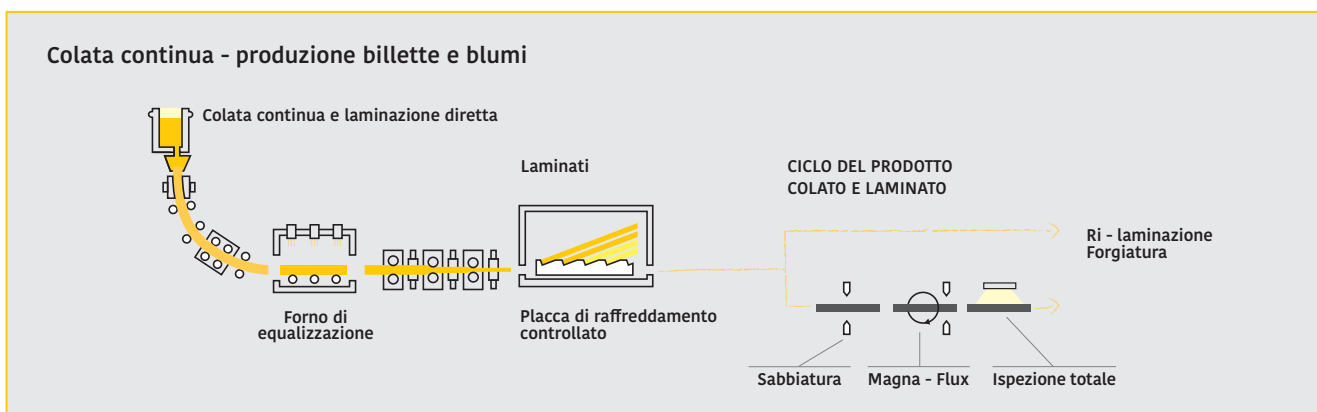 Colata continua - produzione billette e blumi
Colata continua e laminazione diretta
Laminati
CICLO DEL PRODOTTO
COLATO E LAMINATO
Ri - laminazione
Forgiatura
Forno di
equalizzazione
Placca di raffreddamento
controllato
Sabbiatura
Magna - Flux
Ispezione totale